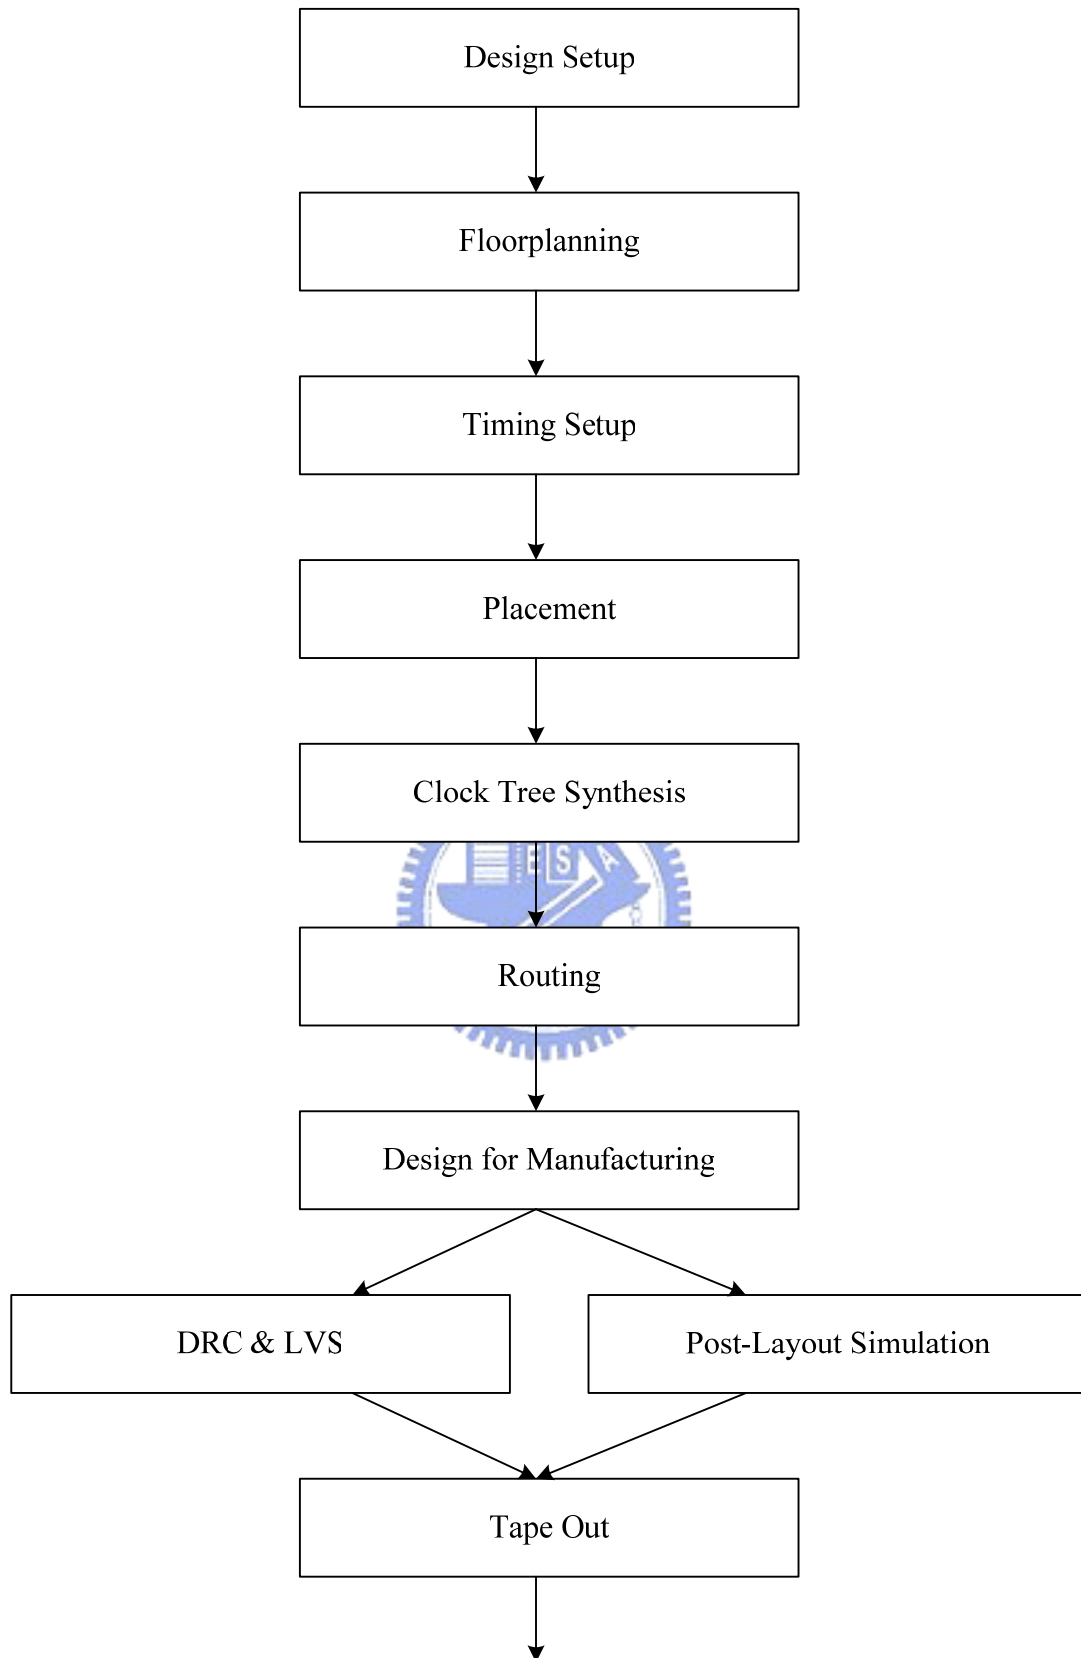 Design Setup
Floorplanning
Timing Setup
Placement
Clock Tree Synthesis
ESA
Routing
Design for Manufacturing
DRC & LVS
Post-Layout Simulation
Tape Out